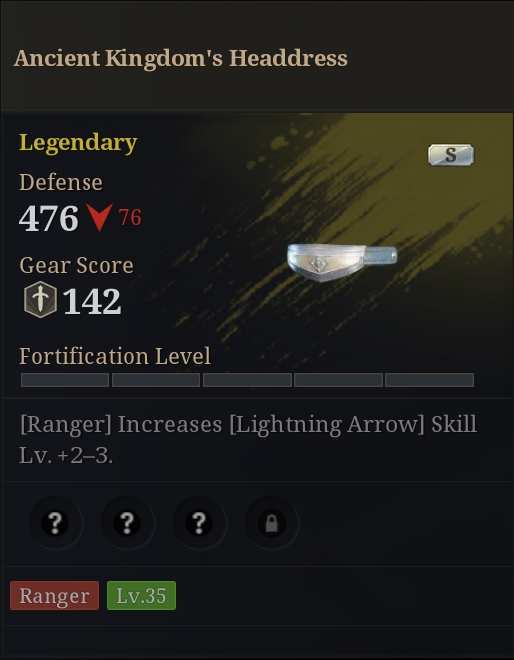 Ancient Kingdom's Headdress
Legendary
S
Defense
476 76
Gear Score
142
Fortification Level
[Ranger] Increases [Lightning Arrow] Skill
Lv. +2–3.
? ? ?
Ranger Lv.35